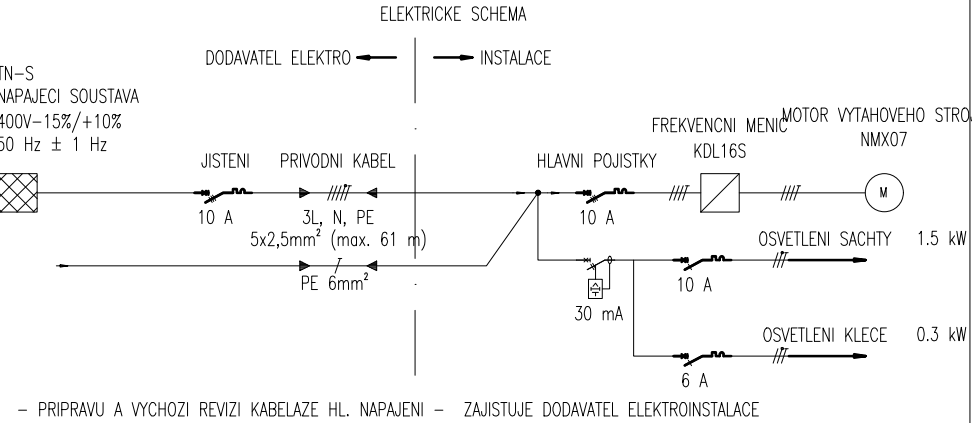 ELEKTRICKE SCHEMA
DODAVATEL ELEKTRO
INSTALACE
TN-S
NAPAJECI SOUSTAVA
400V-15%/+10%
50 Hz ± 1 Hz
JISTENI
PRIVODNI KABEL
HLAVNI POJISTKY
FREKVENCNI MENIC
KDL16S
MOTOR VYTAHOVEHO STROJ
NMX07
M
10 A
3L, N, PE
5x2,5mm² (max. 61 m)
10 A
PE 6mm²
30 mA
OSVETLENI SACHTY 1.5 kW
10 A
OSVETLENI KLECE 0.3 kW
6 A
- PRIPRAVU A VYCHOZI REVIZI KABELAZE HL. NAPAJENI - ZAJISTUJE DODAVATEL ELEKTROINSTALACE